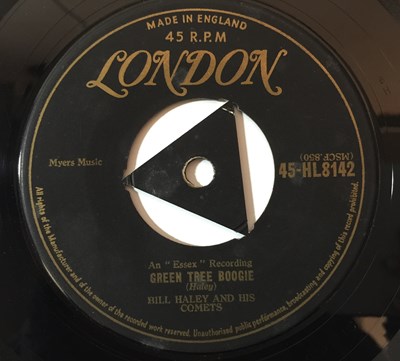 MADE IN ENGLAND
45 R.P.M
LONDON
Myers Music
45-HL8142
(MSCP.850)
An "Essex" Recording
GREEN TREE BOOGIE
(Haley)
BILL HALEY AND HIS
COMETS
All rights of the Manufacturer and of the owner of the recorded work reserved. Unauthorised public performance, broadcasting and copying of this record prohibited.